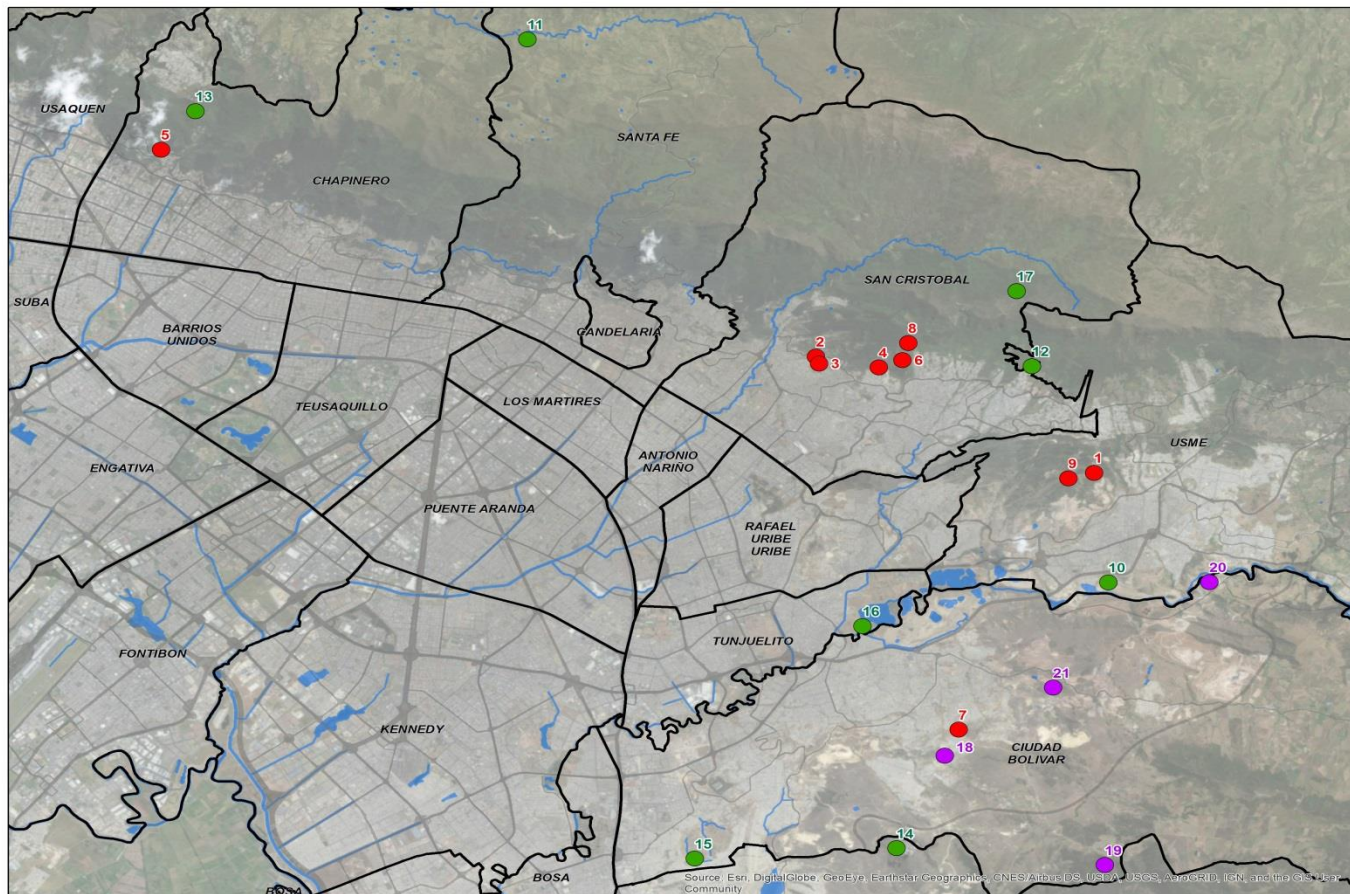 11
USAQUEN
13
SANTA FE
5
CHAPINERO
17
SAN CRISTOBAL
SUBA
BARRIOS
UNIDOS
CANDELARIA
8
2
3
4
6
12
TEUSAQUILLO
LOS MARTIRES
ANTONIO
NARIÑO
USME
ENGATIVA
9
1
PUENTE ARANDA
RAFAEL
URIBE
URIBE
10
20
16
TUNJUELITO
FONTIBON
21
KENNEDY
7
18
CIUDAD
BOLIVAR
15
14
19
BOSA
BOSA
Source: Esri, DigitalGlobe, GeoEye, Earthstar Geographics, CNES/Airbus DS, USDA, USGS, AeroGRID, IGN, and the GIS User
Community